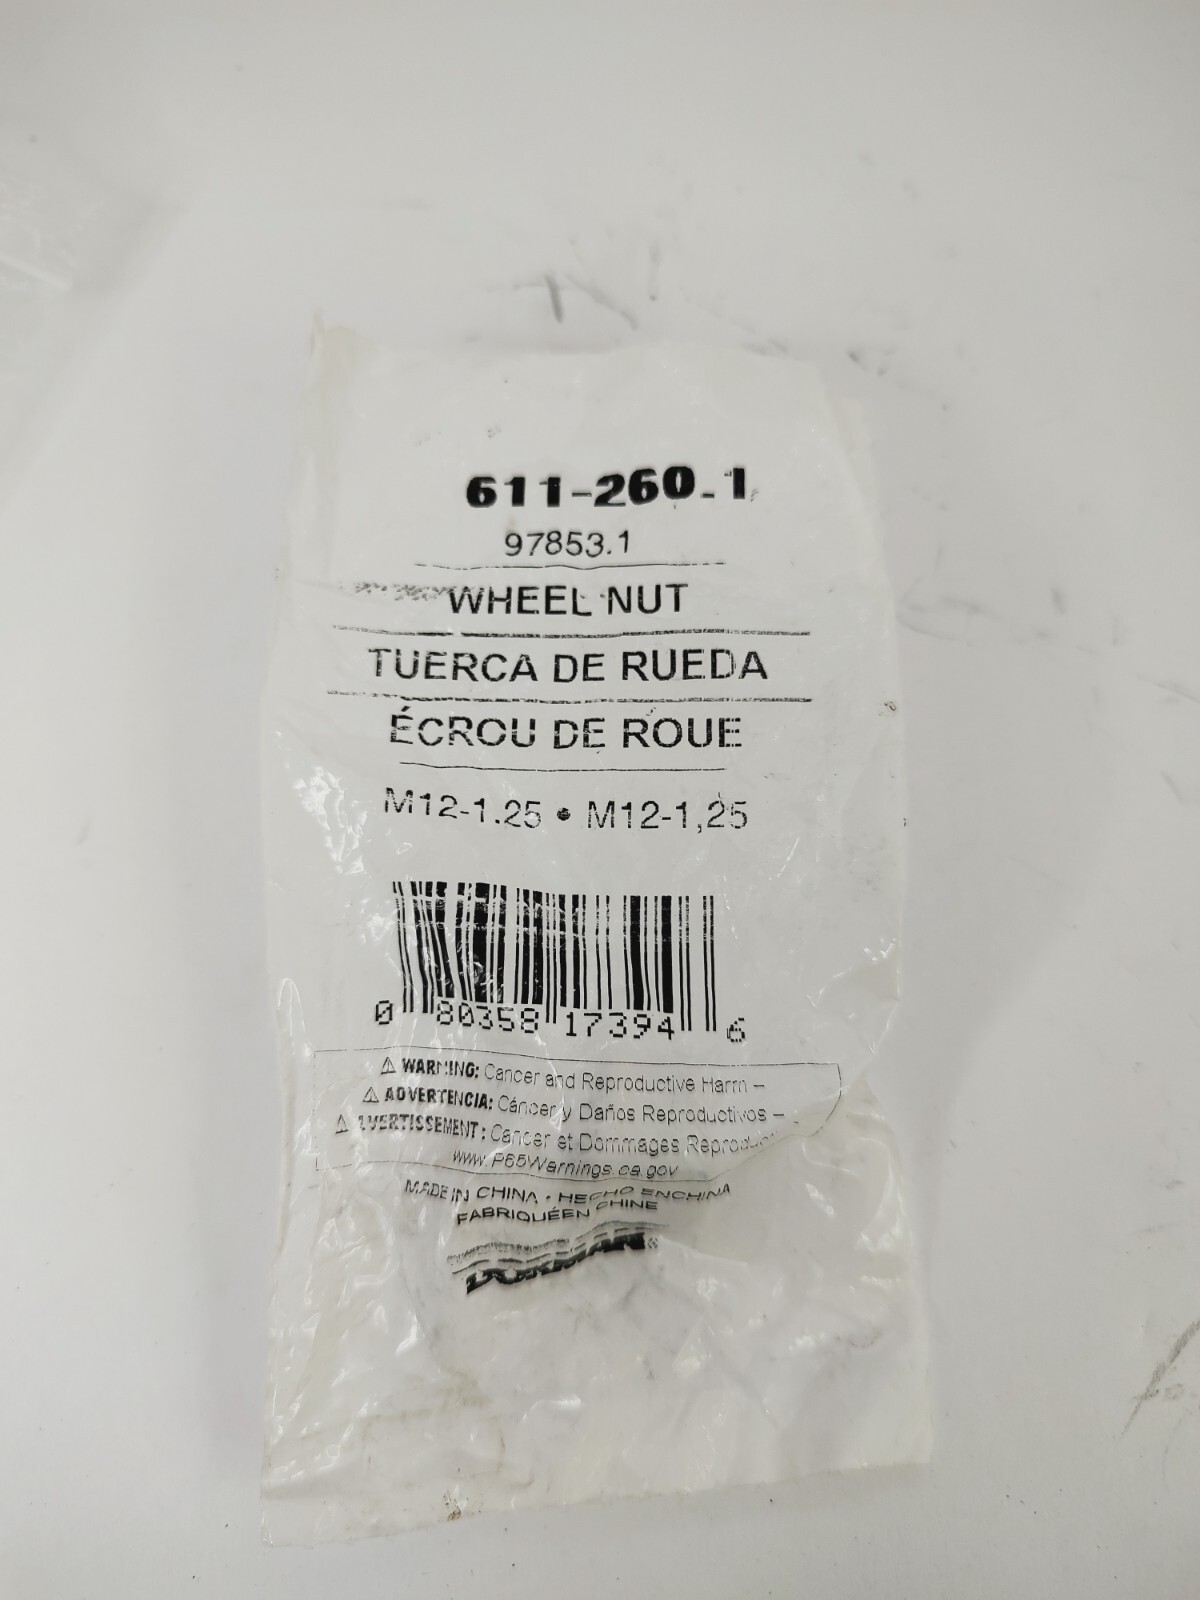 611-260.1
97853.1
WHEEL NUT
TUERCA DE RUEDA
ÉCROU DE ROUE
M12-1.25 • M12-1,25
0 80358 17394 6
⚠ WARNING: Cancer and Reproductive Harm –
⚠ ADVERTENCIA: Cáncer y Daños Reproductivos –
⚠ AVERTISSEMENT: Cancer et Dommages
www.P65Warnings.ca.gov
MADE IN CHINA • HECHO EN CHINA
FABRIQUÉ EN CHINE
DORMAN®